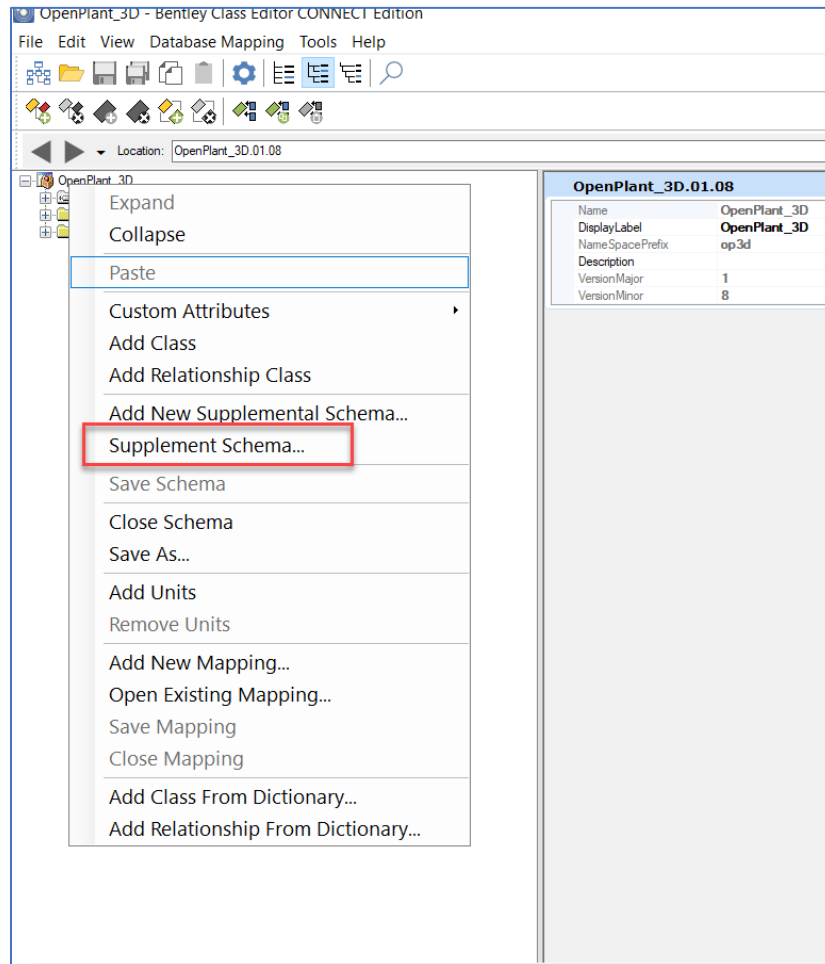 OpenPlant_3D - Bentley Class Editor CONNECT Edition
File Edit View Database Mapping Tools Help
Location: OpenPlant_3D.01.08
OpenPlant_3D
Expand
Collapse
Paste
Custom Attributes
Add Class
Add Relationship Class
Add New Supplemental Schema...
Supplement Schema...
Save Schema
Close Schema
Save As...
Add Units
Remove Units
Add New Mapping...
Open Existing Mapping...
Save Mapping
Close Mapping
Add Class From Dictionary...
Add Relationship From Dictionary...
OpenPlant_3D.01.08
Name OpenPlant_3D
DisplayLabel OpenPlant_3D
NameSpacePrefix op3d
Description
VersionMajor 1
VersionMinor 8